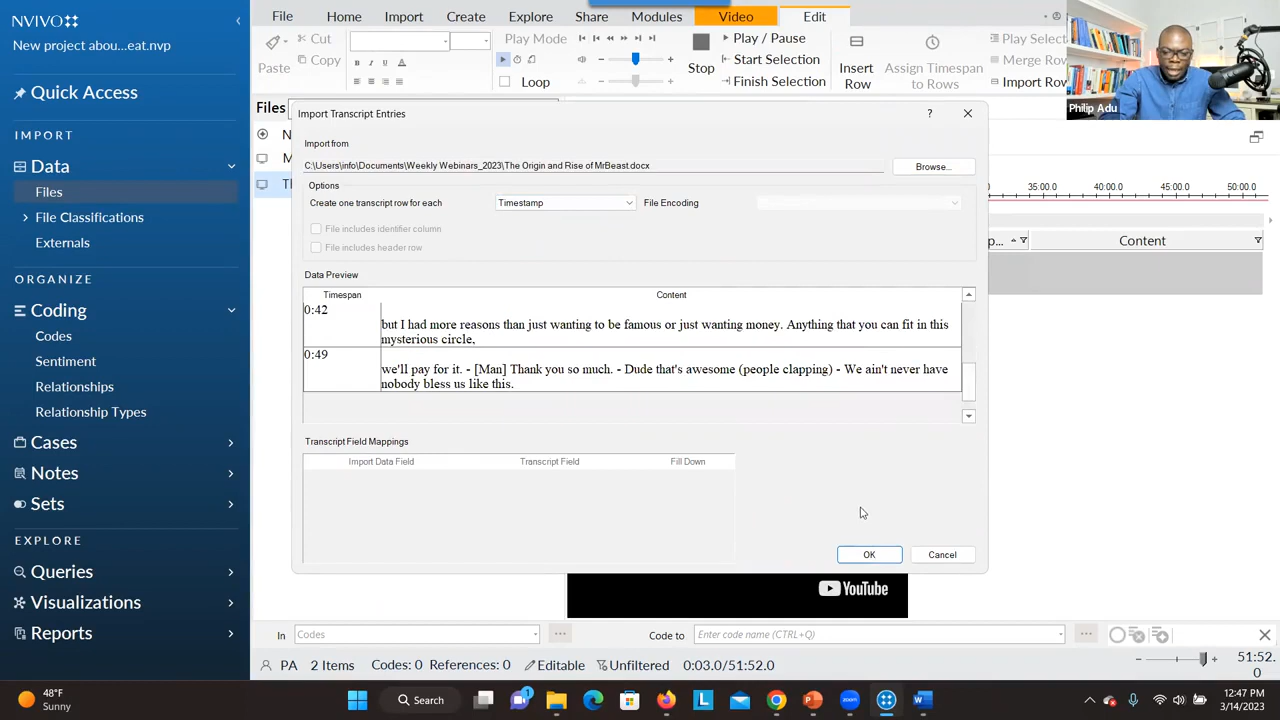 NVIVO
New project abou...eat.nvp
Quick Access
IMPORT
Data
Files
File Classifications
Externals
ORGANIZE
Coding
Codes
Sentiment
Relationships
Relationship Types
Cases
Notes
Sets
EXPLORE
Queries
Visualizations
Reports
File Home Import Create Explore Share Modules Video Edit
Paste
Cut
Copy
B I U A
Play Mode
Loop
Stop
Play / Pause
Start Selection
Finish Selection
Insert Row
Assign Timespan to Rows
Play Select
Merge Row
Import Row
Philip Adu
Files
N
M
Th
Import Transcript Entries ?
Import from
C:\Users\info\Documents\Weekly Webinars_2023\The Origin and Rise of MrBeast.docx
Browse...
Options
Create one transcript row for each Timestamp File Encoding
File includes identifier column
File includes header row
Data Preview
Timespan Content
0:42
but I had more reasons than just wanting to be famous or just wanting money. Anything that you can fit in this
mysterious circle,
0:49
we'll pay for it. - [Man] Thank you so much. - Dude that's awesome (people clapping) - We ain't never have
nobody bless us like this.
Transcript Field Mappings
Import Data Field Transcript Field Fill Down
OK Cancel
35:00.0 40:00.0 45:00.0 50:00.0
p... Content
YouTube
In Codes ... Code to Enter code name (CTRL+Q) ...
PA 2 Items Codes: 0 References: 0 Editable Unfiltered 0:03.0/51:52.0
51:52.
0
48°F
Sunny
Search
1
L
W
12:47 PM
3/14/2023